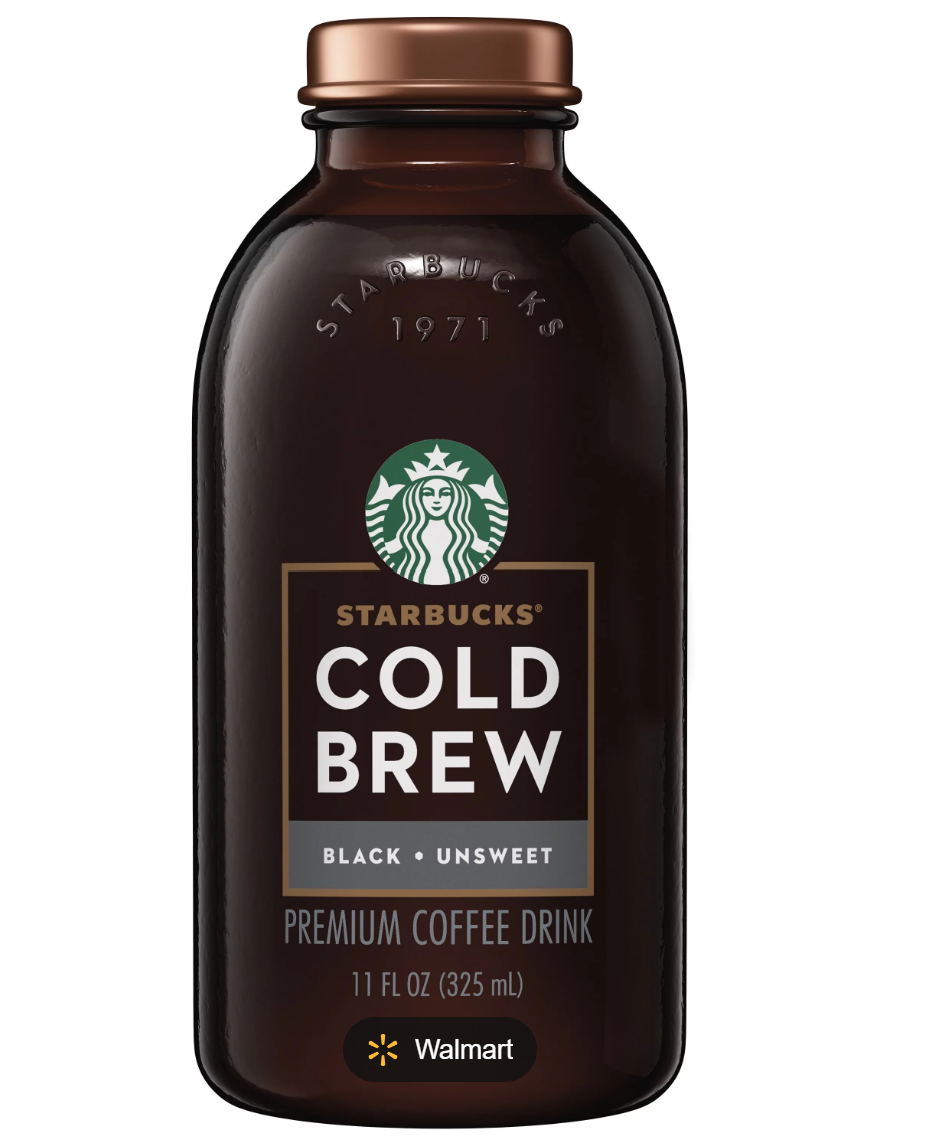 STARBUCKS
1971
®
STARBUCKS®
COLD
BREW
BLACK • UNSWEET
PREMIUM COFFEE DRINK
11 FL OZ (325 mL)
Walmart